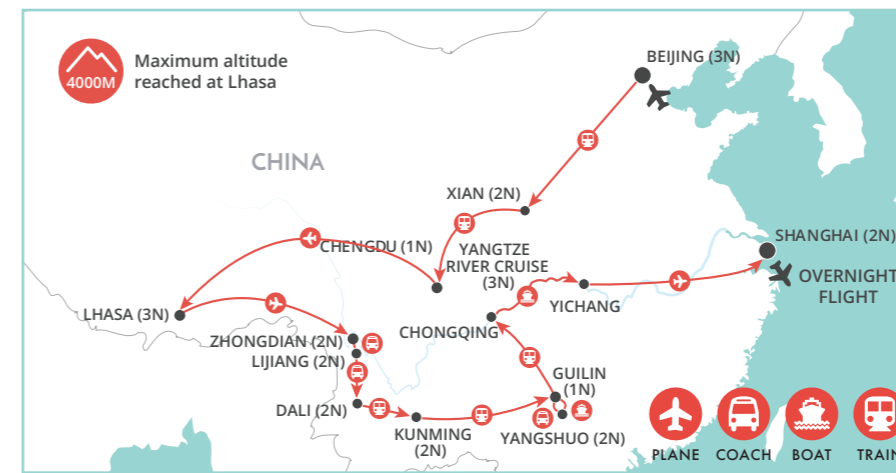 4000M
Maximum altitude
reached at Lhasa
BEIJING (3N)
CHINA
XIAN (2N)
CHENGDU (1N)
YANGTZE
RIVER CRUISE
(3N)
SHANGHAI (2N)
OVERNIGHT
FLIGHT
YICHANG
LHASA (3N)
CHONGQING
ZHONGDIAN (2N)
LIJIANG (2N)
GUILIN
(1N)
DALI (2N)
KUNMING
(2N)
YANGSHUO (2N)
PLANE COACH BOAT TRAIN